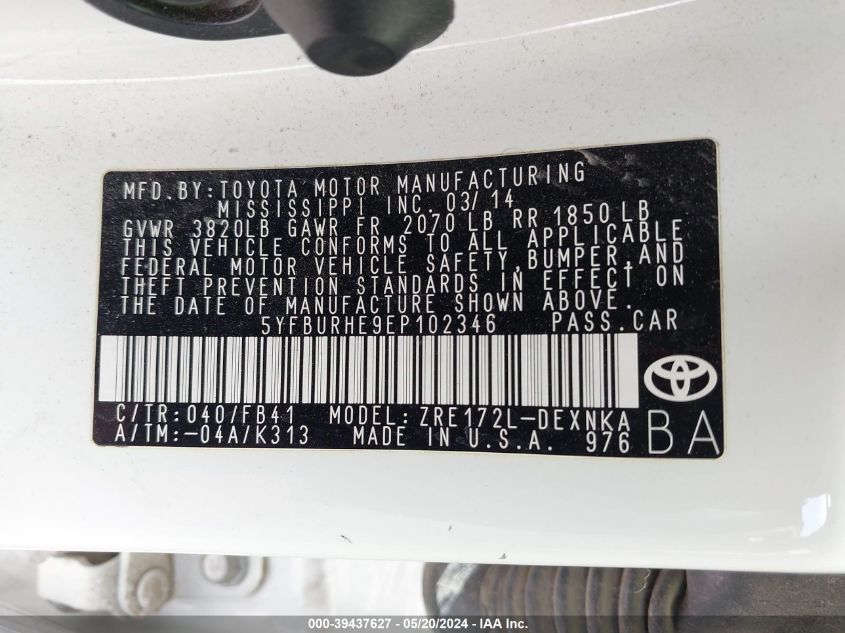 MFD.BY:TOYOTA MOTOR MANUFACTURING
MISSISSIPPI INC. 03/14
GVWR 3820LB GAWR FR 2070 LB RR 1850 LB
THIS VEHICLE CONFORMS TO ALL APPLICABLE
FEDERAL MOTOR VEHICLE SAFETY,BUMPER,AND
THEFT PREVENTION STANDARDS IN EFFECT ON
THE DATE OF MANUFACTURE SHOWN ABOVE.
5YFBURHE9EP102346 PASS.CAR
C/TR:040/FB41 MODEL:ZRE172L-DEXNKA
A/TM:-04A/K313 MADE IN U.S.A. 976
BA
000-39437627 - 05/20/2024 - IAA Inc.